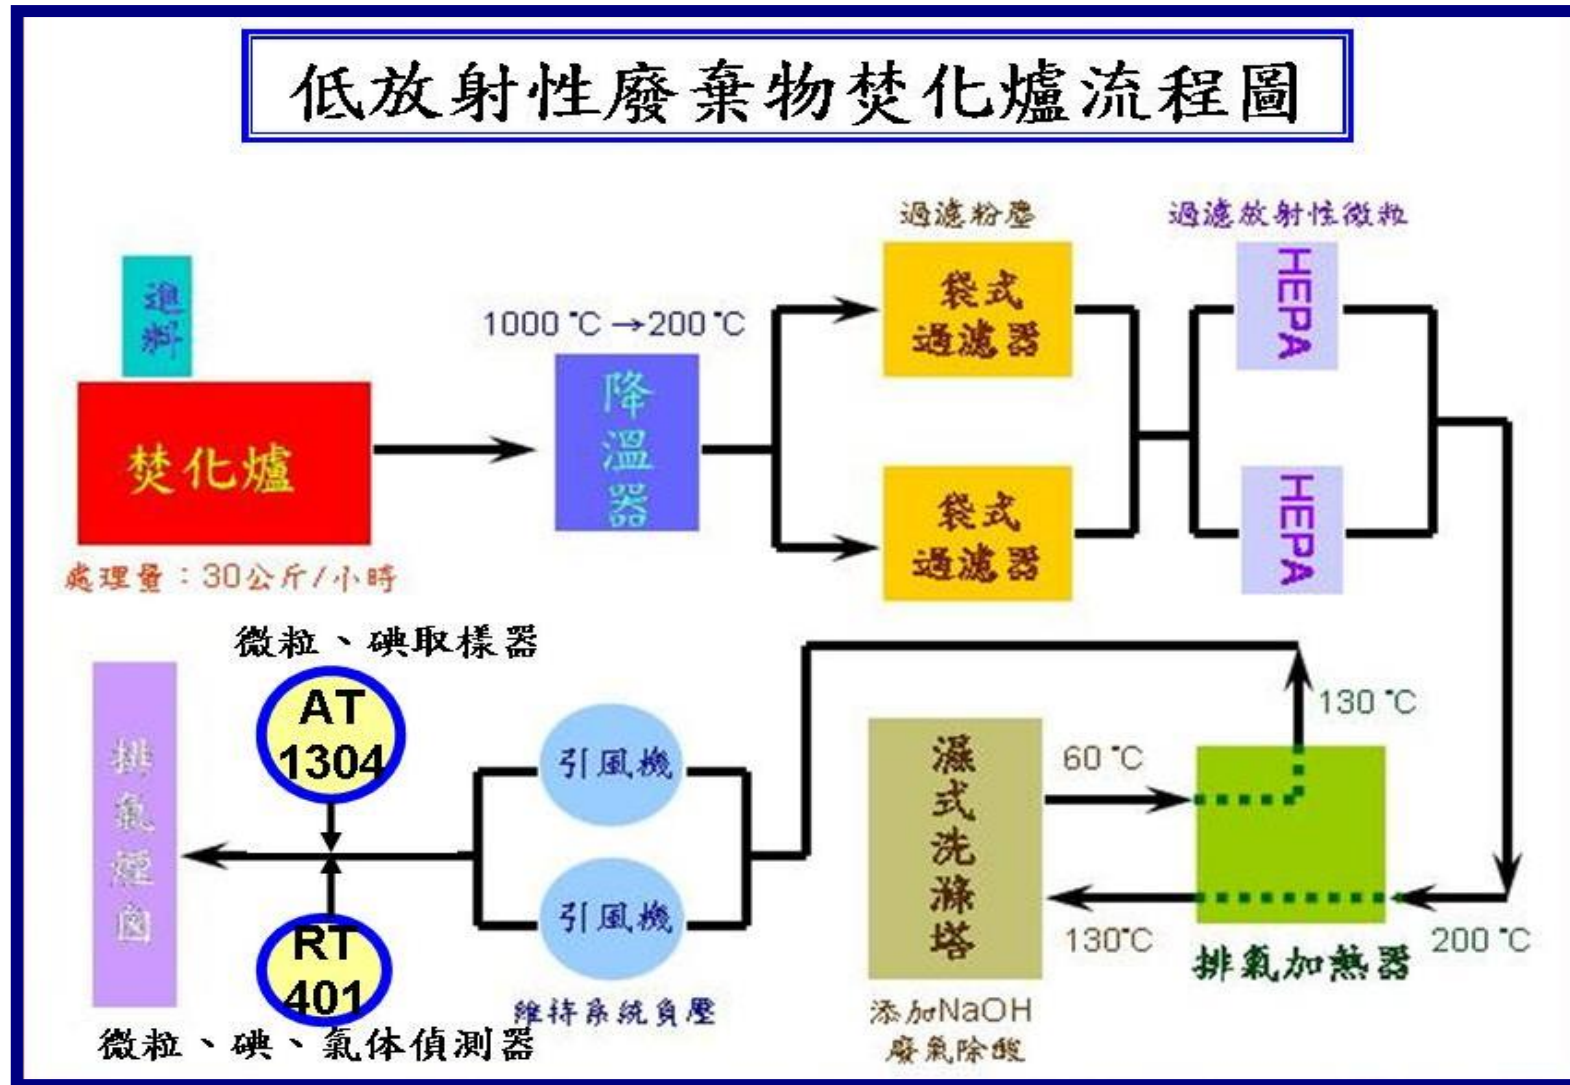 低放射性廢棄物焚化爐流程圖
過濾粉塵
過濾放射性微粒
進料
1000 °C →200 °C
袋式
過濾器
HEPA
焚化爐
降溫器
袋式
過濾器
HEPA
處理量：30公斤/小時
微粒、碘取樣器
AT
1304
引風機
130 °C
排氣煙囪
濕式洗滌塔
60 °C
RT
401
引風機
130°C
200 °C
排氣加熱器
維持系統負壓
添加NaOH
廢氣除酸
微粒、碘、氣体偵測器